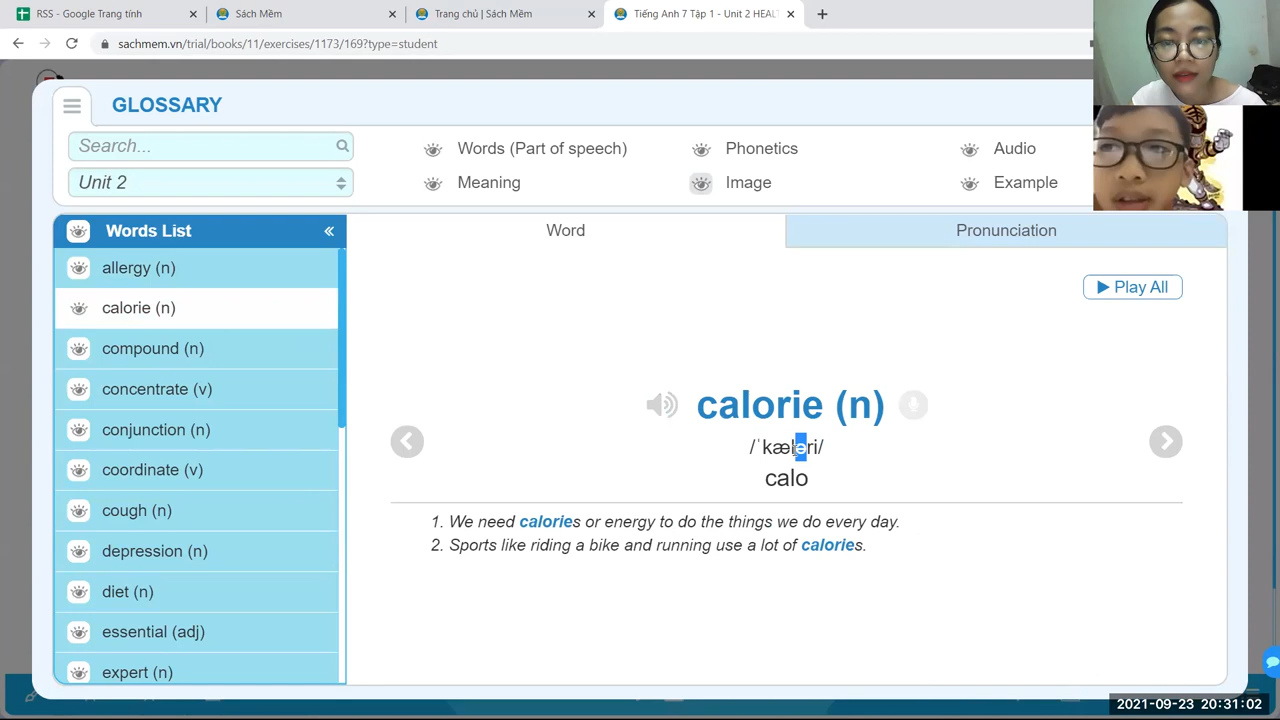 RSS - Google Trang tính
Sách Mềm
Trang chủ | Sách Mềm
Tiếng Anh 7 Tập 1 - Unit 2 HEAL
sachmem.vn/trial/books/11/exercises/1173/169?type=student
GLOSSARY
Search...
Unit 2
Words (Part of speech)
Phonetics
Audio
Meaning
Image
Example
Words List
allergy (n)
calorie (n)
compound (n)
concentrate (v)
conjunction (n)
coordinate (v)
cough (n)
depression (n)
diet (n)
essential (adj)
expert (n)
Word
Pronunciation
Play All
calorie (n)
/ˈkæləri/
calo
1. We need calories or energy to do the things we do every day.
2. Sports like riding a bike and running use a lot of calories.
2021-09-23 20:31:02